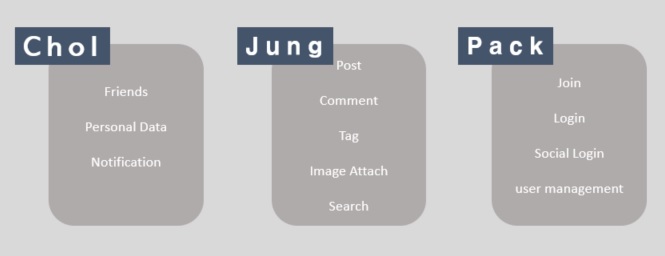 Chol
Friends
Personal Data
Notification
Jung
Post
Comment
Tag
Image Attach
Search
Pack
Join
Login
Social Login
user management